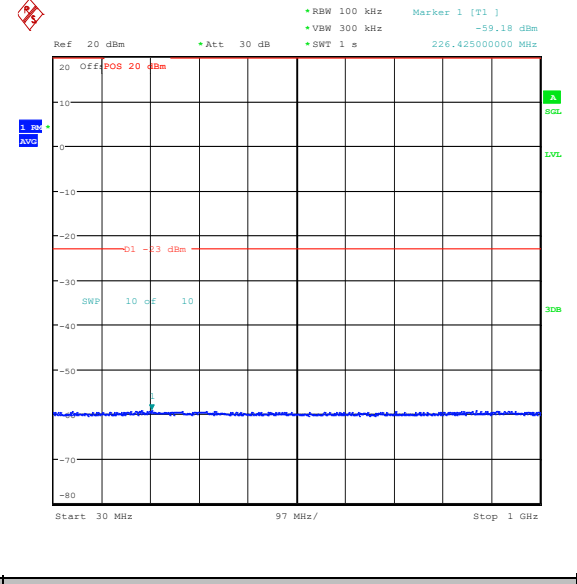 R S
* RBW 100 kHz   Marker 1 [T1 ]
* VBW 300 kHz   -59.18 dBm
Ref 20 dBm   * Att 30 dB   * SWT 1 s   226.425000000 MHz
20 POS 20 dBm
A
10
SGL
1 RM *
AVG
0
LVL
-10
-20
D1 -23 dBm
-30
SWP 10 of 10
3DB
-40
-50
1
-60
-70
-80
Start 30 MHz   97 MHz/   Stop 1 GHz